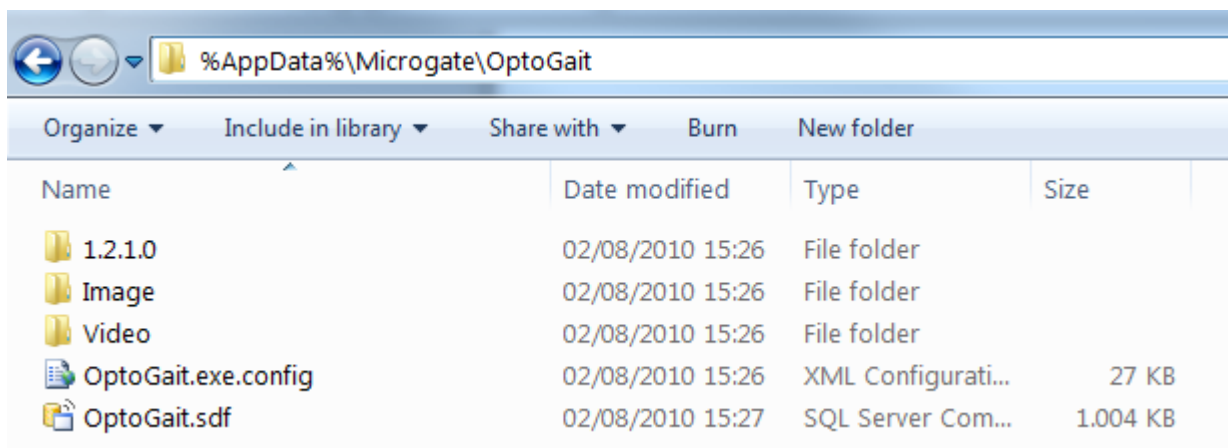 %AppData%\Microgate\OptoGait
Organize Include in library Share with Burn New folder
Name Date modified Type Size
1.2.1.0 02/08/2010 15:26 File folder
Image 02/08/2010 15:26 File folder
Video 02/08/2010 15:26 File folder
OptoGait.exe.config 02/08/2010 15:26 XML Configurati... 27 KB
OptoGait.sdf 02/08/2010 15:27 SQL Server Com... 1.004 KB